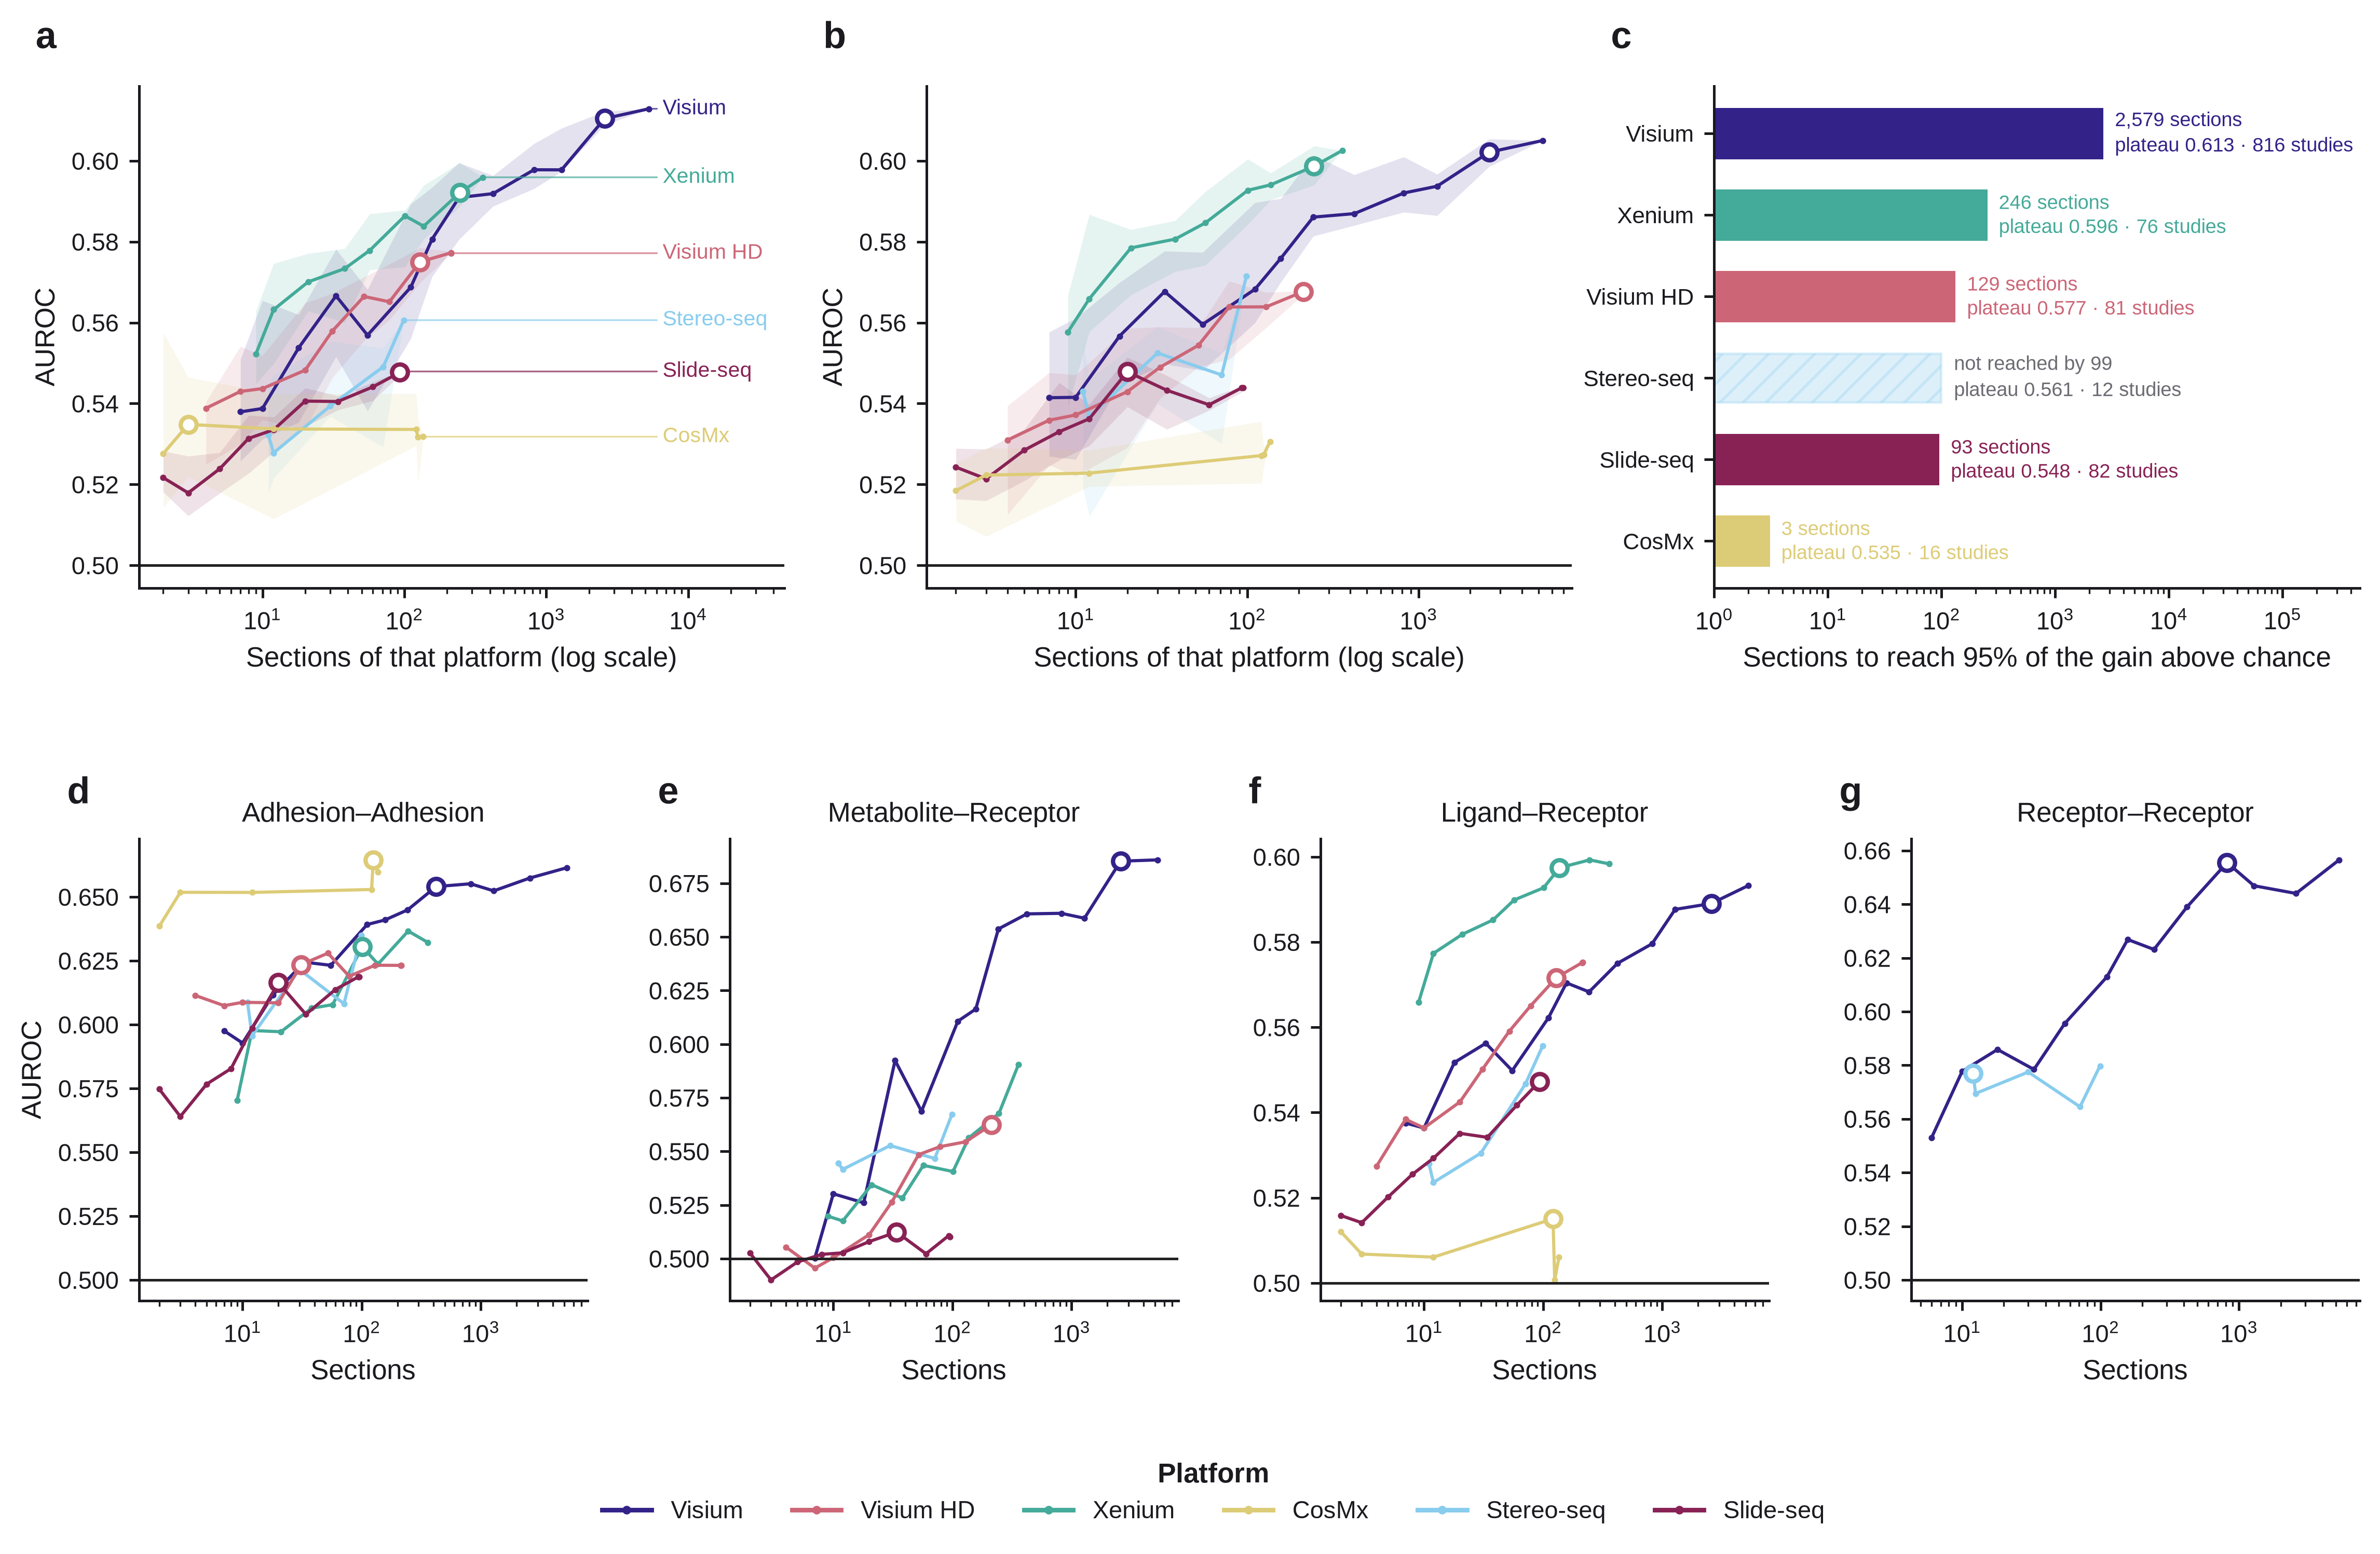 a
AUROC
0.60
0.58
0.56
0.54
0.52
0.50
10¹
10²
10³
10⁴
Sections of that platform (log scale)
Visium
Xenium
Visium HD
Stereo-seq
Slide-seq
CosMx
b
AUROC
0.60
0.58
0.56
0.54
0.52
0.50
10¹
10²
10³
Sections of that platform (log scale)
c
Visium
2,579 sections
plateau 0.613 · 816 studies
Xenium
246 sections
plateau 0.596 · 76 studies
Visium HD
129 sections
plateau 0.577 · 81 studies
Stereo-seq
not reached by 99
plateau 0.561 · 12 studies
Slide-seq
93 sections
plateau 0.548 · 82 studies
CosMx
3 sections
plateau 0.535 · 16 studies
10⁰
10¹
10²
10³
10⁴
10⁵
Sections to reach 95% of the gain above chance
d
Adhesion–Adhesion
AUROC
0.650
0.625
0.600
0.575
0.550
0.525
0.500
10¹
10²
10³
Sections
e
Metabolite–Receptor
0.675
0.650
0.625
0.600
0.575
0.550
0.525
0.500
10¹
10²
10³
Sections
f
Ligand–Receptor
0.60
0.58
0.56
0.54
0.52
0.50
10¹
10²
10³
Sections
g
Receptor–Receptor
0.66
0.64
0.62
0.60
0.58
0.56
0.54
0.52
0.50
10¹
10²
10³
Sections
Platform
Visium
Visium HD
Xenium
CosMx
Stereo-seq
Slide-seq